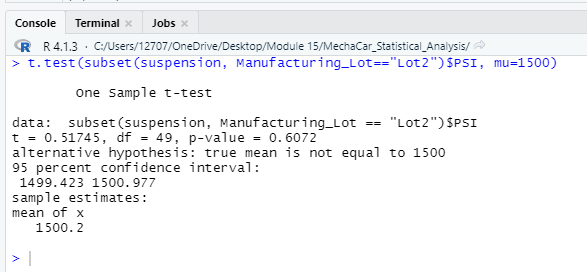 Console Terminal × Jobs ×
R R 4.1.3 · C:/Users/12707/OneDrive/Desktop/Module 15/MechaCar_Statistical_Analysis/
> t.test(subset(suspension, Manufacturing_Lot=="Lot2")$PSI, mu=1500)
One Sample t-test
data: subset(suspension, Manufacturing_Lot == "Lot2")$PSI
t = 0.51745, df = 49, p-value = 0.6072
alternative hypothesis: true mean is not equal to 1500
95 percent confidence interval:
1499.423 1500.977
sample estimates:
mean of x
1500.2
>